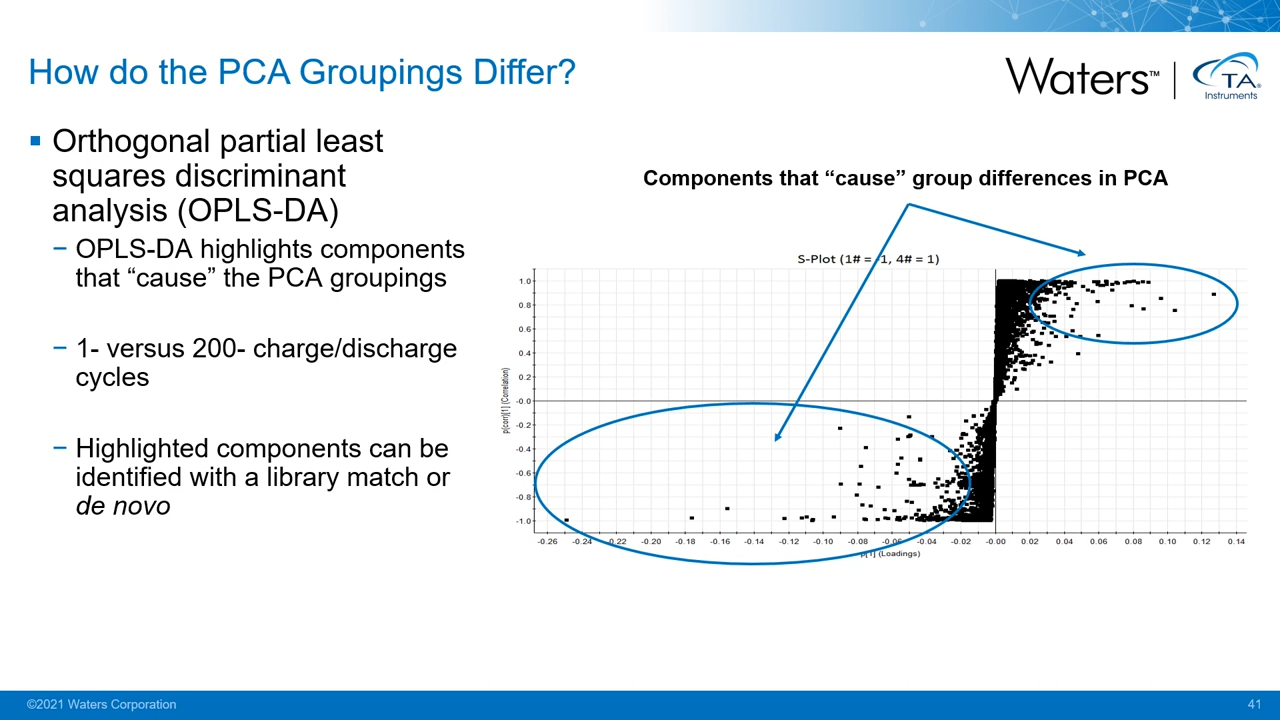 How do the PCA Groupings Differ?
Waters™
TA®
Instruments
▪ Orthogonal partial least
squares discriminant
analysis (OPLS-DA)
− OPLS-DA highlights components
that “cause” the PCA groupings
− 1- versus 200- charge/discharge
cycles
− Highlighted components can be
identified with a library match or
de novo
Components that “cause” group differences in PCA
S-Plot (1# = -1, 4# = 1)
p(corr)[1] (Correlation)
1.0
0.8
0.6
0.4
0.2
-0.0
-0.2
-0.4
-0.6
-0.8
-1.0
-0.26 -0.24 -0.22 -0.20 -0.18 -0.16 -0.14 -0.12 -0.10 -0.08 -0.06 -0.04 -0.02 -0.00 0.02 0.04 0.06 0.08 0.10 0.12 0.14
p[1] (Loadings)
©2021 Waters Corporation
41